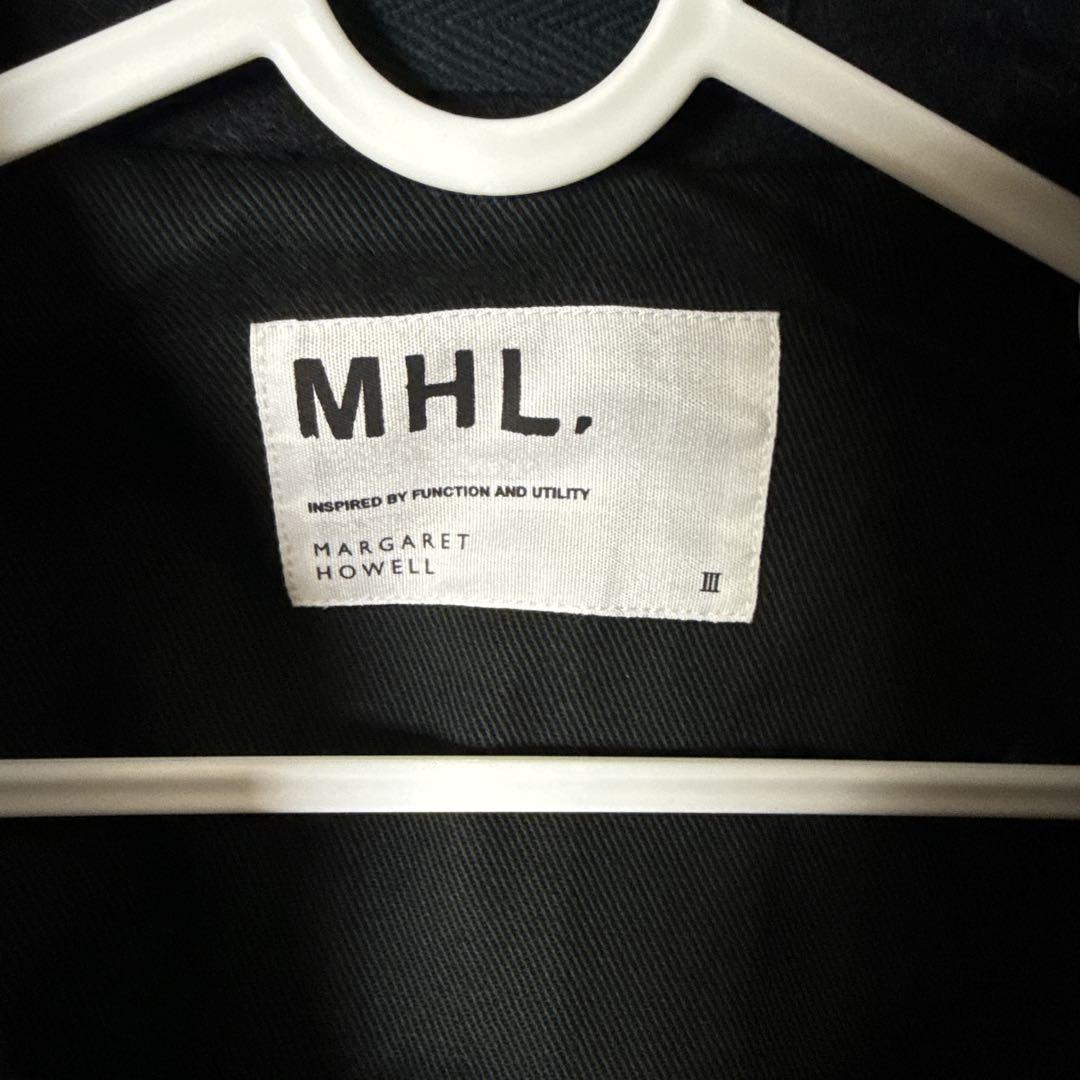 MHL.
INSPIRED BY FUNCTION AND UTILITY
MARGARET
HOWELL
III